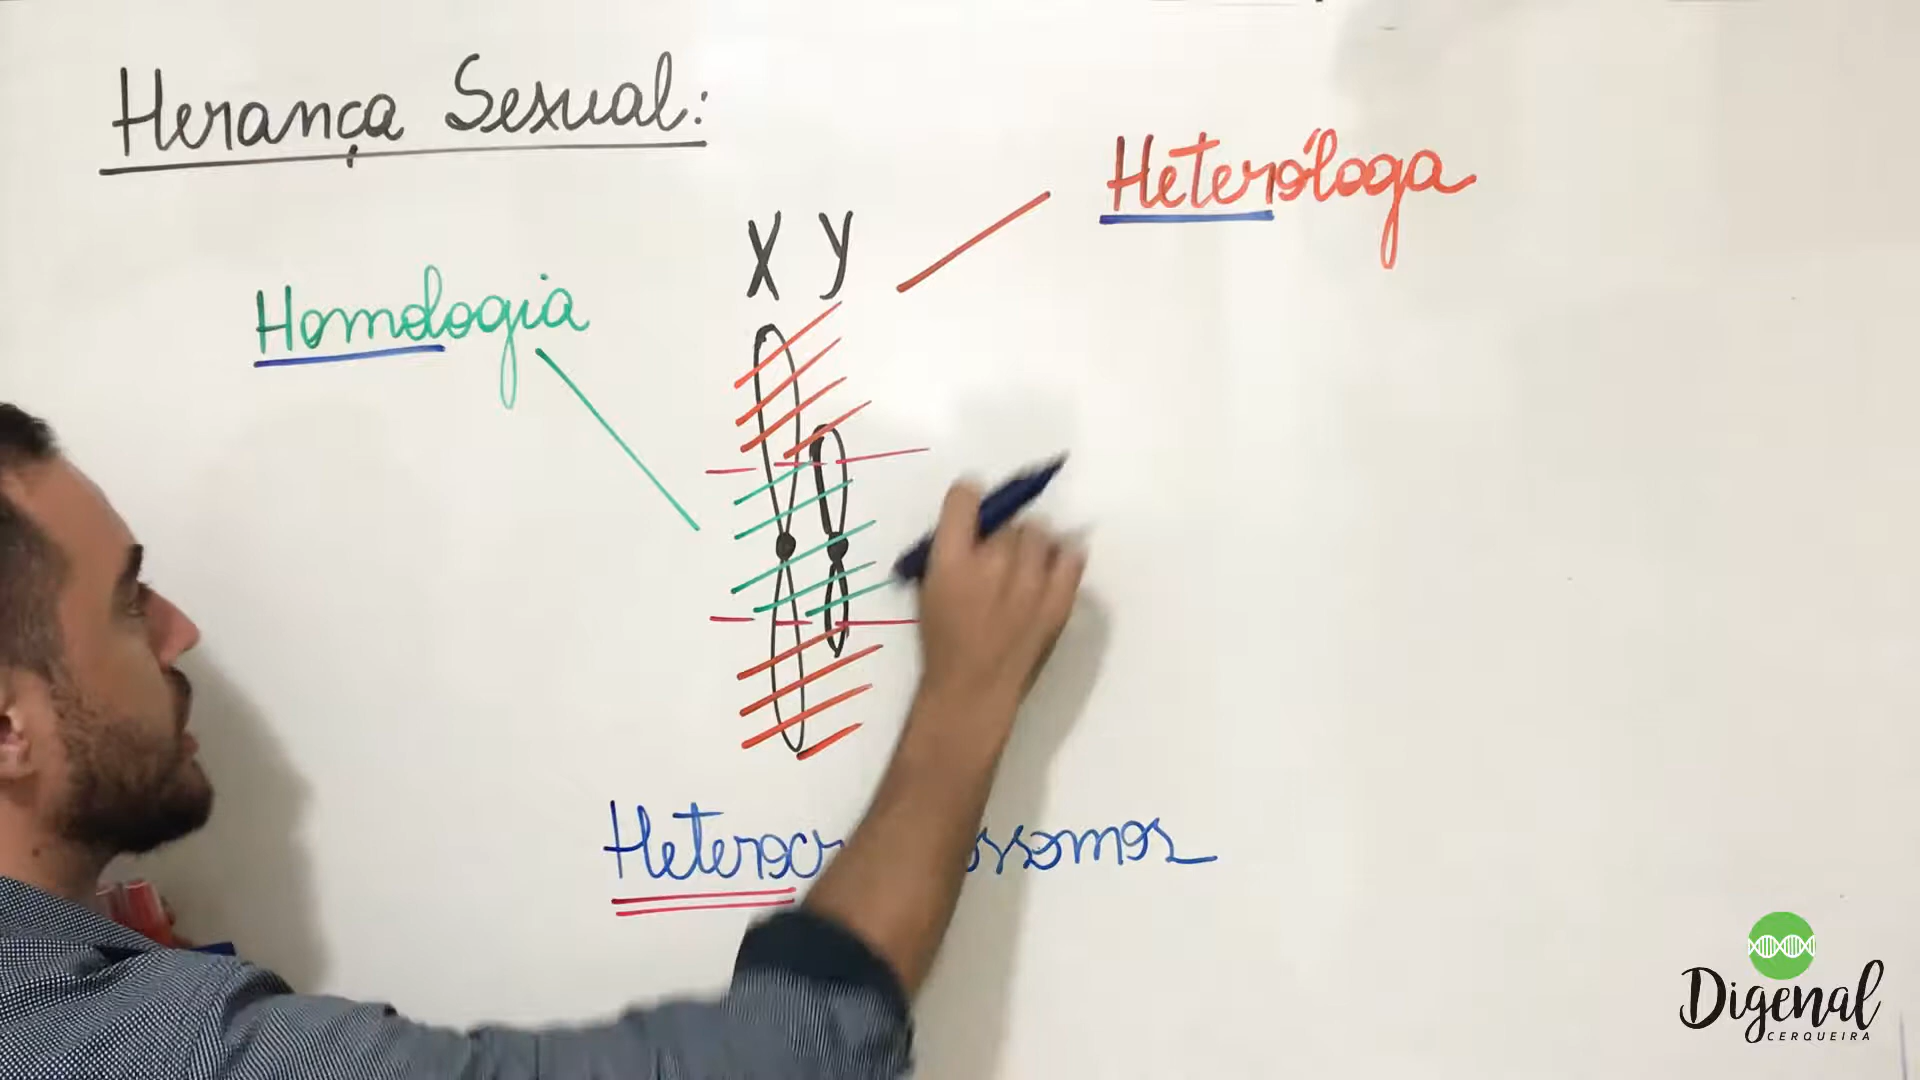 Herança Sexual:
Heteróloga
X Y
Homologia
Digenal
CERQUEIRA